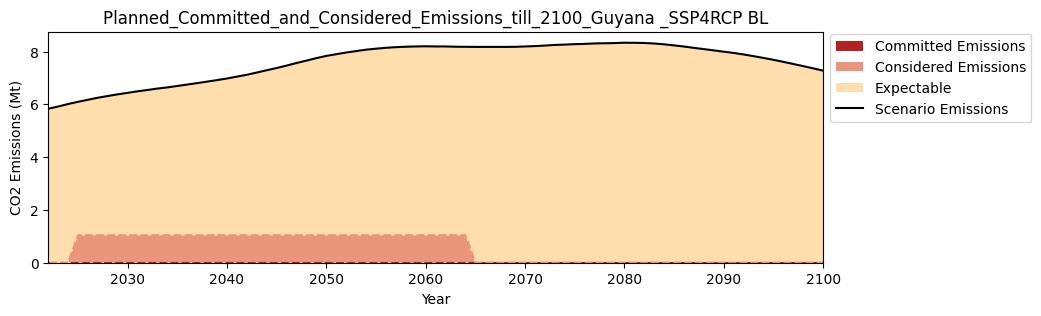 Planned_Committed_and_Considered_Emissions_till_2100_Guyana _SSP4RCP BL
CO2 Emissions (Mt)
8
6
4
2
0
2030 2040 2050 2060 2070 2080 2090 2100
Year
Committed Emissions
Considered Emissions
Expectable
Scenario Emissions